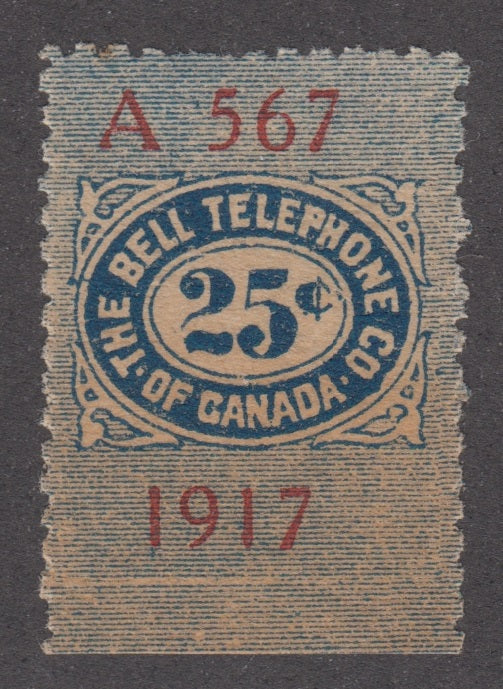 A 567
THE BELL TELEPHONE CO
25¢
·OF CANADA·
1917